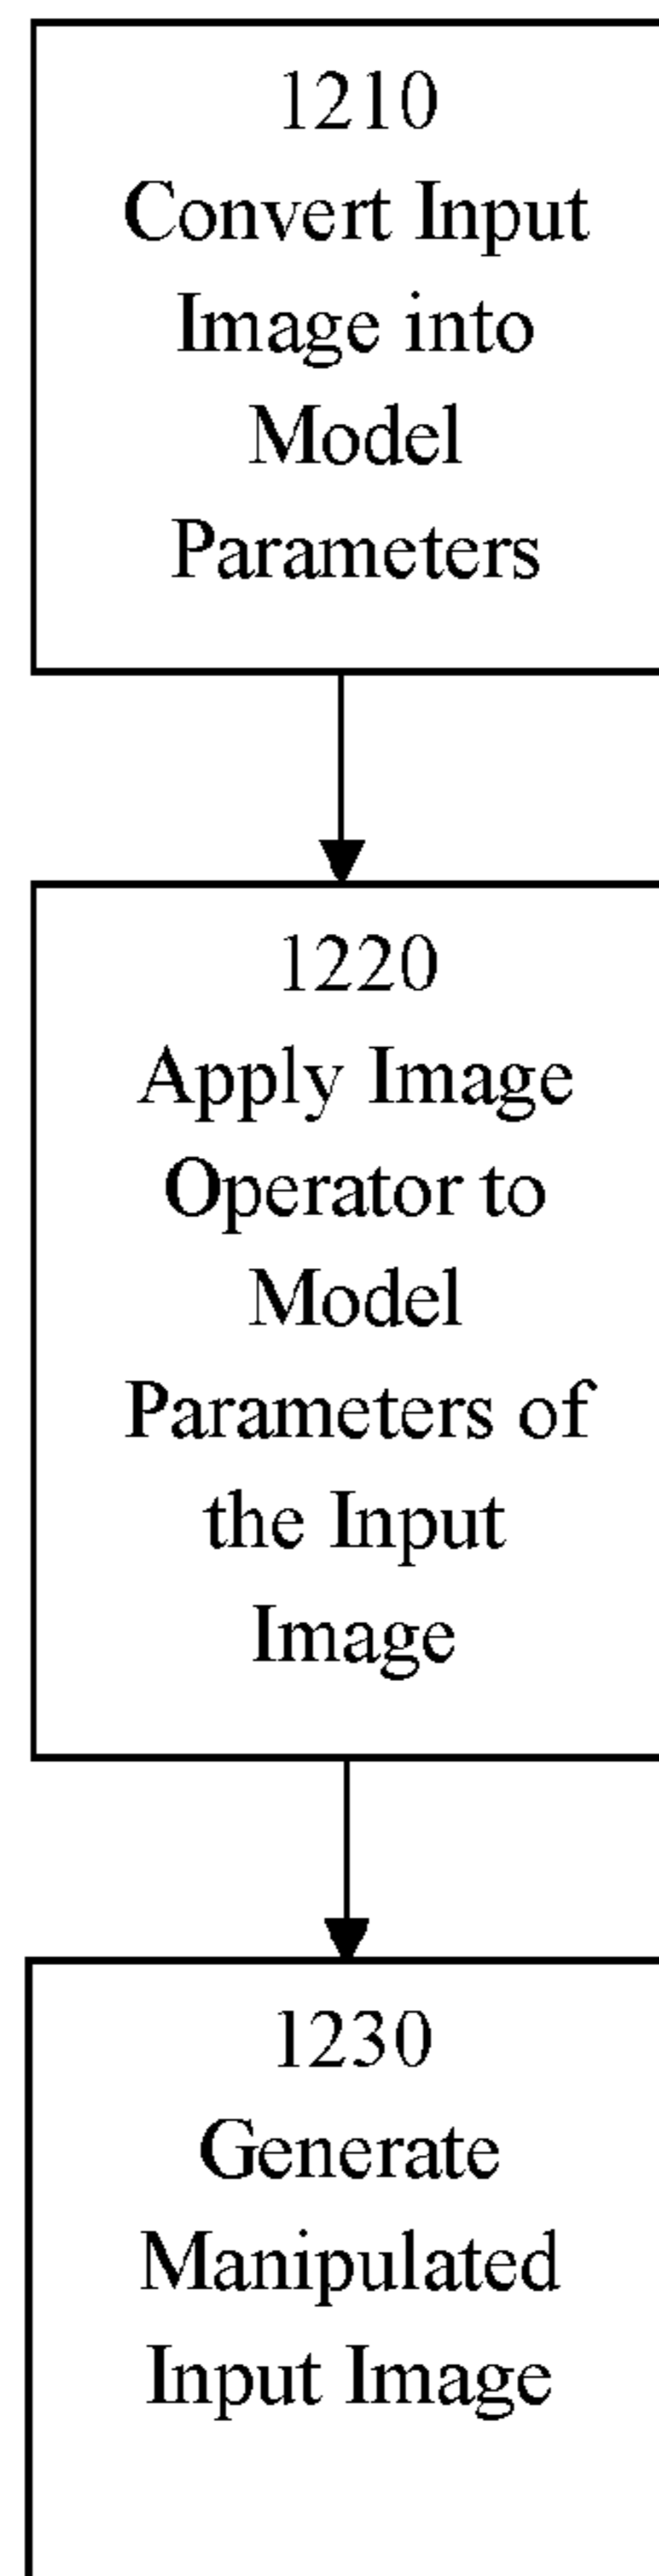 1210
Convert Input
Image into
Model
Parameters
1220
Apply Image
Operator to
Model
Parameters of
the Input
Image
1230
Generate
Manipulated
Input Image